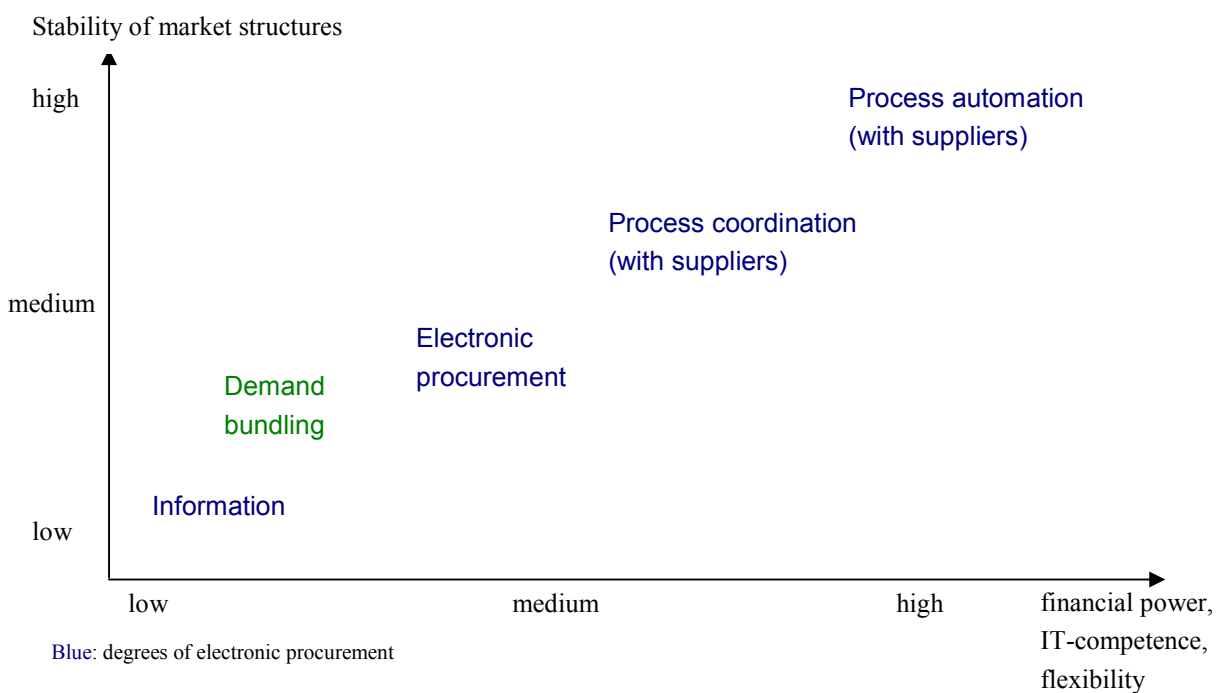 Stability of market structures
high
Process automation
(with suppliers)
Process coordination
(with suppliers)
medium
Electronic
procurement
Demand
bundling
Information
low
low medium high financial power,
IT-competence,
flexibility
Blue: degrees of electronic procurement